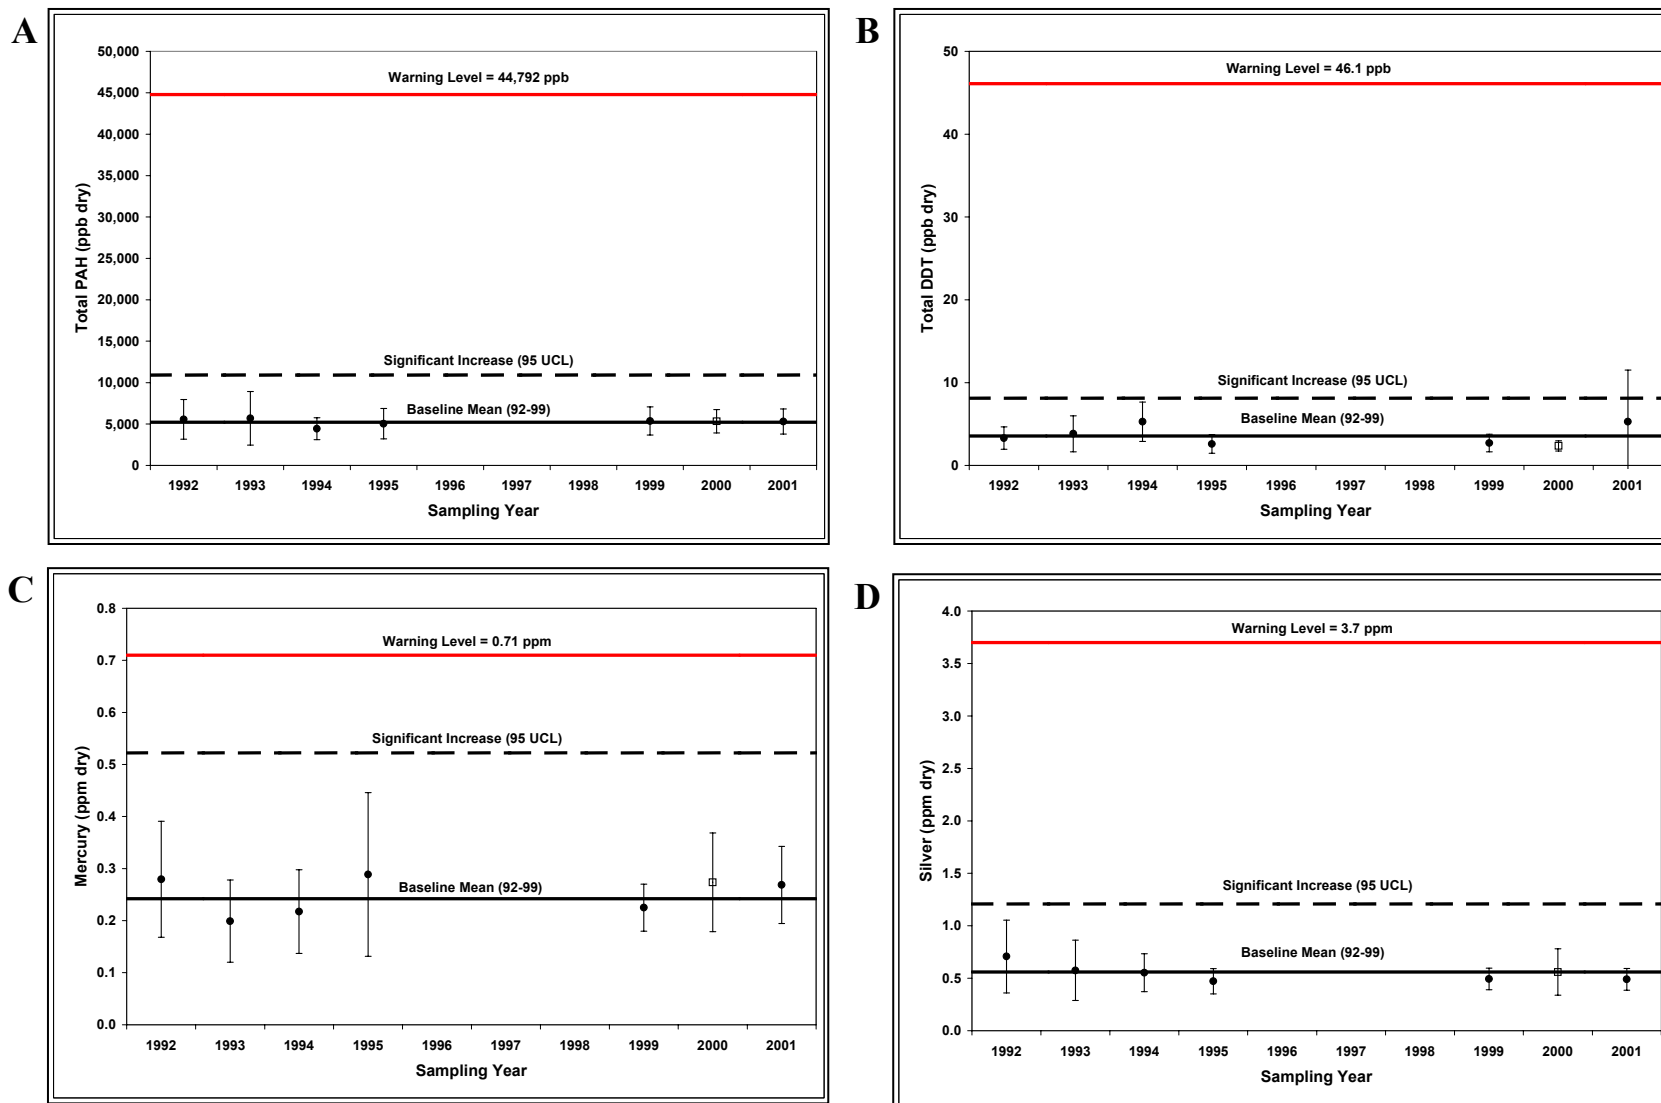 A
50,000
45,000
40,000
35,000
30,000
25,000
20,000
15,000
10,000
5,000
0
Total PAH (ppb dry)
Warning Level = 44,792 ppb
Significant Increase (95 UCL)
Baseline Mean (92-99)
1992 1993 1994 1995 1996 1997 1998 1999 2000 2001
Sampling Year
B
50
40
30
20
10
0
Total DDT (ppb dry)
Warning Level = 46.1 ppb
Significant Increase (95 UCL)
Baseline Mean (92-99)
1992 1993 1994 1995 1996 1997 1998 1999 2000 2001
Sampling Year
C
0.8
0.7
0.6
0.5
0.4
0.3
0.2
0.1
0.0
Mercury (ppm dry)
Warning Level = 0.71 ppm
Significant Increase (95 UCL)
Baseline Mean (92-99)
1992 1993 1994 1995 1996 1997 1998 1999 2000 2001
Sampling Year
D
4.0
3.5
3.0
2.5
2.0
1.5
1.0
0.5
0.0
Silver (ppm dry)
Warning Level = 3.7 ppm
Significant Increase (95 UCL)
Baseline Mean (92-99)
1992 1993 1994 1995 1996 1997 1998 1999 2000 2001
Sampling Year